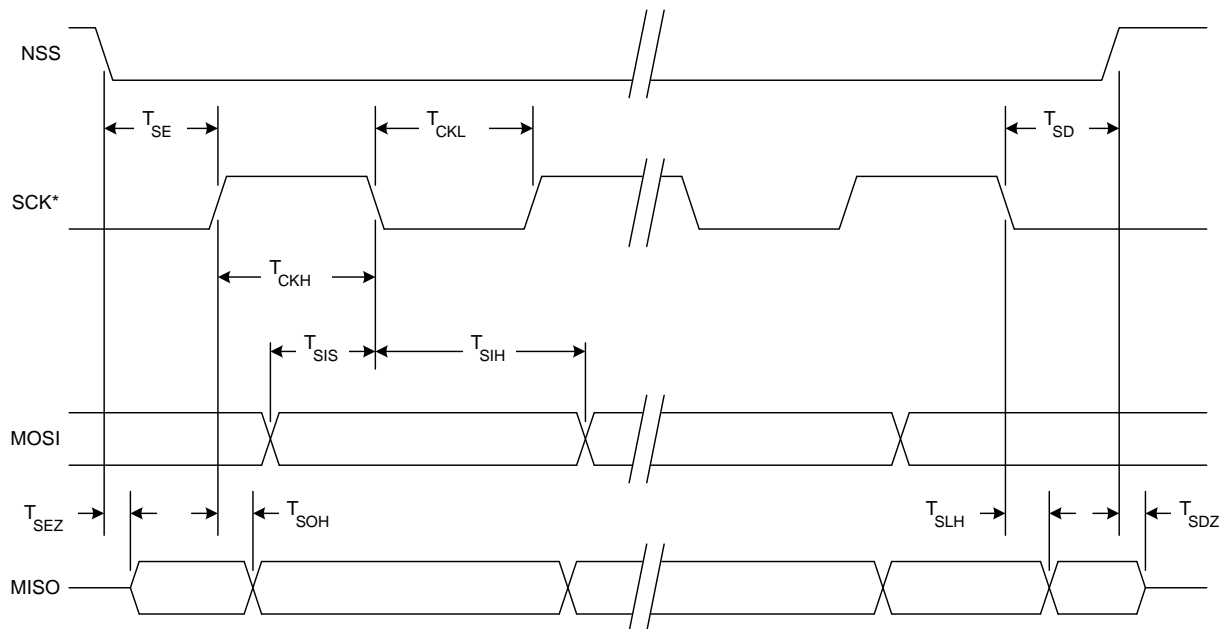 NSS
T_SE
T_CKL
T_SD
SCK*
T_CKH
T_SIS
T_SIH
MOSI
T_SEZ
T_SOH
T_SLH
T_SDZ
MISO